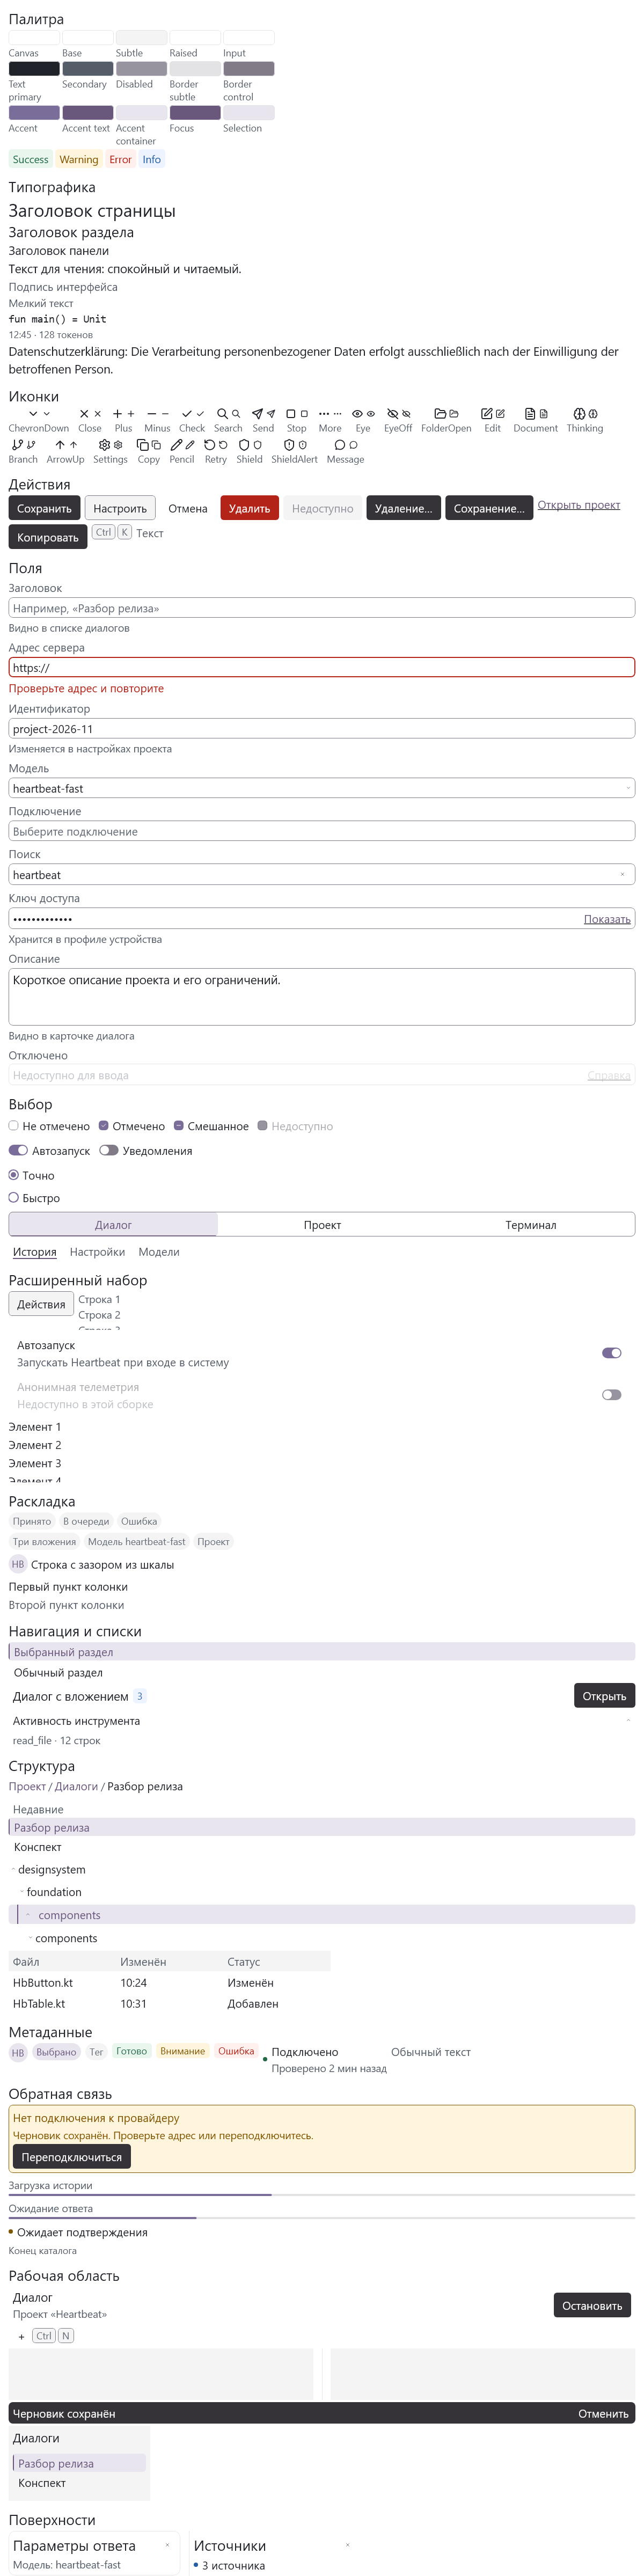 Палитра
Canvas Base Subtle Raised Input
Text primary Secondary Disabled Border subtle Border control
Accent Accent text Accent container Focus Selection
Success Warning Error Info
Типографика
Заголовок страницы
Заголовок раздела
Заголовок панели
Текст для чтения: спокойный и читаемый.
Подпись интерфейса
Мелкий текст
fun main() = Unit
12:45 · 128 токенов
Datenschutzerklärung: Die Verarbeitung personenbezogener Daten erfolgt ausschließlich nach der Einwilligung der
betroffenen Person.
Иконки
ChevronDown Close Plus Minus Check Search Send Stop More Eye EyeOff FolderOpen Edit Document Thinking
Branch ArrowUp Settings Copy Pencil Retry Shield ShieldAlert Message
Действия
Сохранить Настроить Отмена Удалить Недоступно Удаление… Сохранение… Открыть проект
Копировать Ctrl K Текст
Поля
Заголовок
Например, «Разбор релиза»
Видно в списке диалогов
Адрес сервера
https://
Проверьте адрес и повторите
Идентификатор
project-2026-11
Изменяется в настройках проекта
Модель
heartbeat-fast
Подключение
Выберите подключение
Поиск
heartbeat
Ключ доступа
••••••••••••• Показать
Хранится в профиле устройства
Описание
Короткое описание проекта и его ограничений.
Видно в карточке диалога
Отключено
Недоступно для ввода Справка
Выбор
Не отмечено Отмечено Смешанное Недоступно
Автозапуск Уведомления
Точно
Быстро
Диалог Проект Терминал
История Настройки Модели
Расширенный набор
Действия Строка 1
Строка 2
Строка 3
Автозапуск
Запускать Heartbeat при входе в систему
Анонимная телеметрия
Недоступно в этой сборке
Элемент 1
Элемент 2
Элемент 3
Элемент 4
Раскладка
Принято В очереди Ошибка
Три вложения Модель heartbeat-fast Проект
HB Строка с зазором из шкалы
Первый пункт колонки
Второй пункт колонки
Навигация и списки
Выбранный раздел
Обычный раздел
Диалог с вложением 3 Открыть
Активность инструмента
read_file · 12 строк
Структура
Проект / Диалоги / Разбор релиза
Недавние
Разбор релиза
Конспект
designsystem
foundation
components
components
Файл Изменён Статус
HbButton.kt 10:24 Изменён
HbTable.kt 10:31 Добавлен
Метаданные
HB Выбрано Тег Готово Внимание Ошибка Подключено Обычный текст
Проверено 2 мин назад
Обратная связь
Нет подключения к провайдеру
Черновик сохранён. Проверьте адрес или переподключитесь.
Переподключиться
Загрузка истории
Ожидание ответа
Ожидает подтверждения
Конец каталога
Рабочая область
Диалог
Проект «Heartbeat» Остановить
+ Ctrl N
Черновик сохранён Отменить
Диалоги
Разбор релиза
Конспект
Поверхности
Параметры ответа × Источники ×
Модель: heartbeat-fast 3 источника